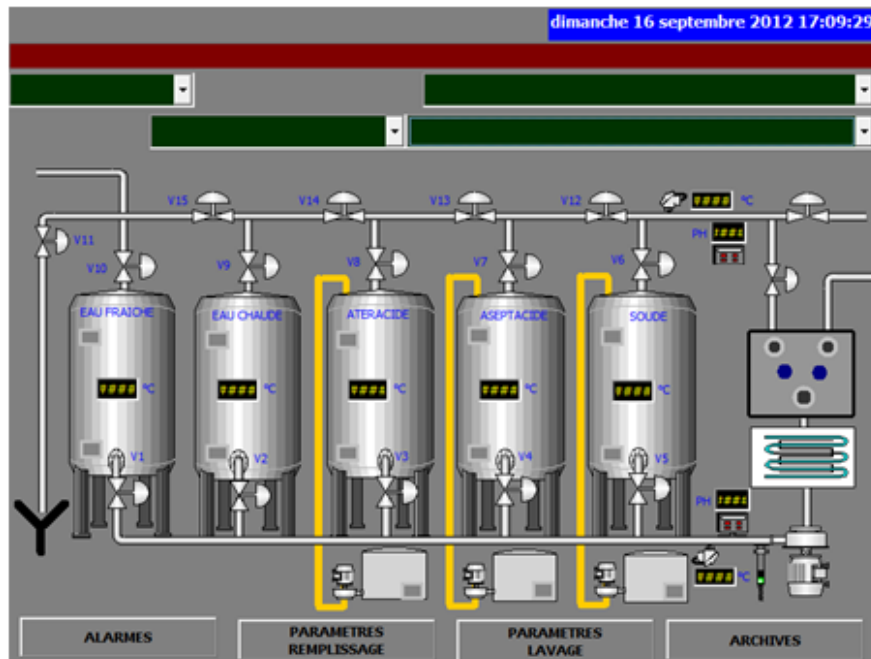 dimanche 16 septembre 2012 17:09:29
V15
V14
V13
V12
°C
V11
PH
V10
V9
V8
V7
V6
EAU FRAICHE
EAU CHAUDE
ATERACIDE
ASEPTACIDE
SOUDE
°C
°C
°C
°C
°C
V1
V2
V3
V4
V5
PH
°C
ALARMES
PARAMETRES
REMPLISSAGE
PARAMETRES
LAVAGE
ARCHIVES